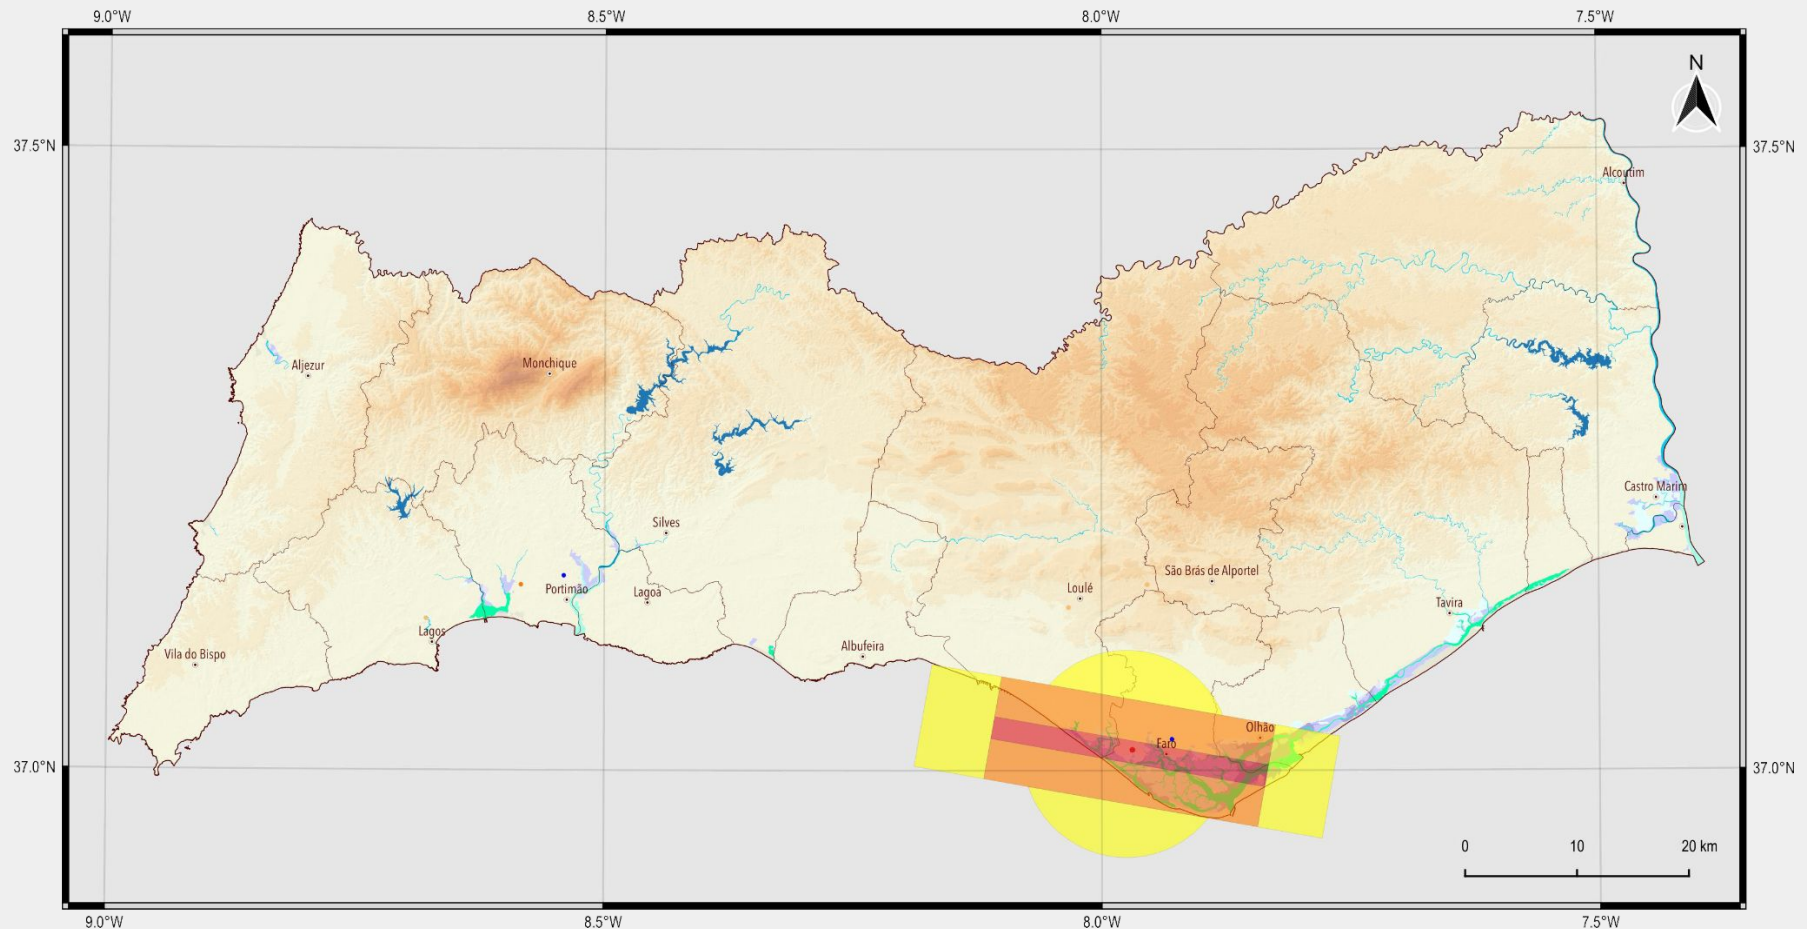 9.0°W
8.5°W
8.0°W
7.5°W
N
37.5°N
37.5°N
Alcoutim
Aljezur
Monchique
Castro Marim
Silves
São Brás de Alportel
Portimão
Lagoa
Loulé
Tavira
Lagos
Albufeira
Vila do Bispo
Olhão
Faro
37.0°N
37.0°N
0 10 20 km
9.0°W
8.5°W
8.0°W
7.5°W